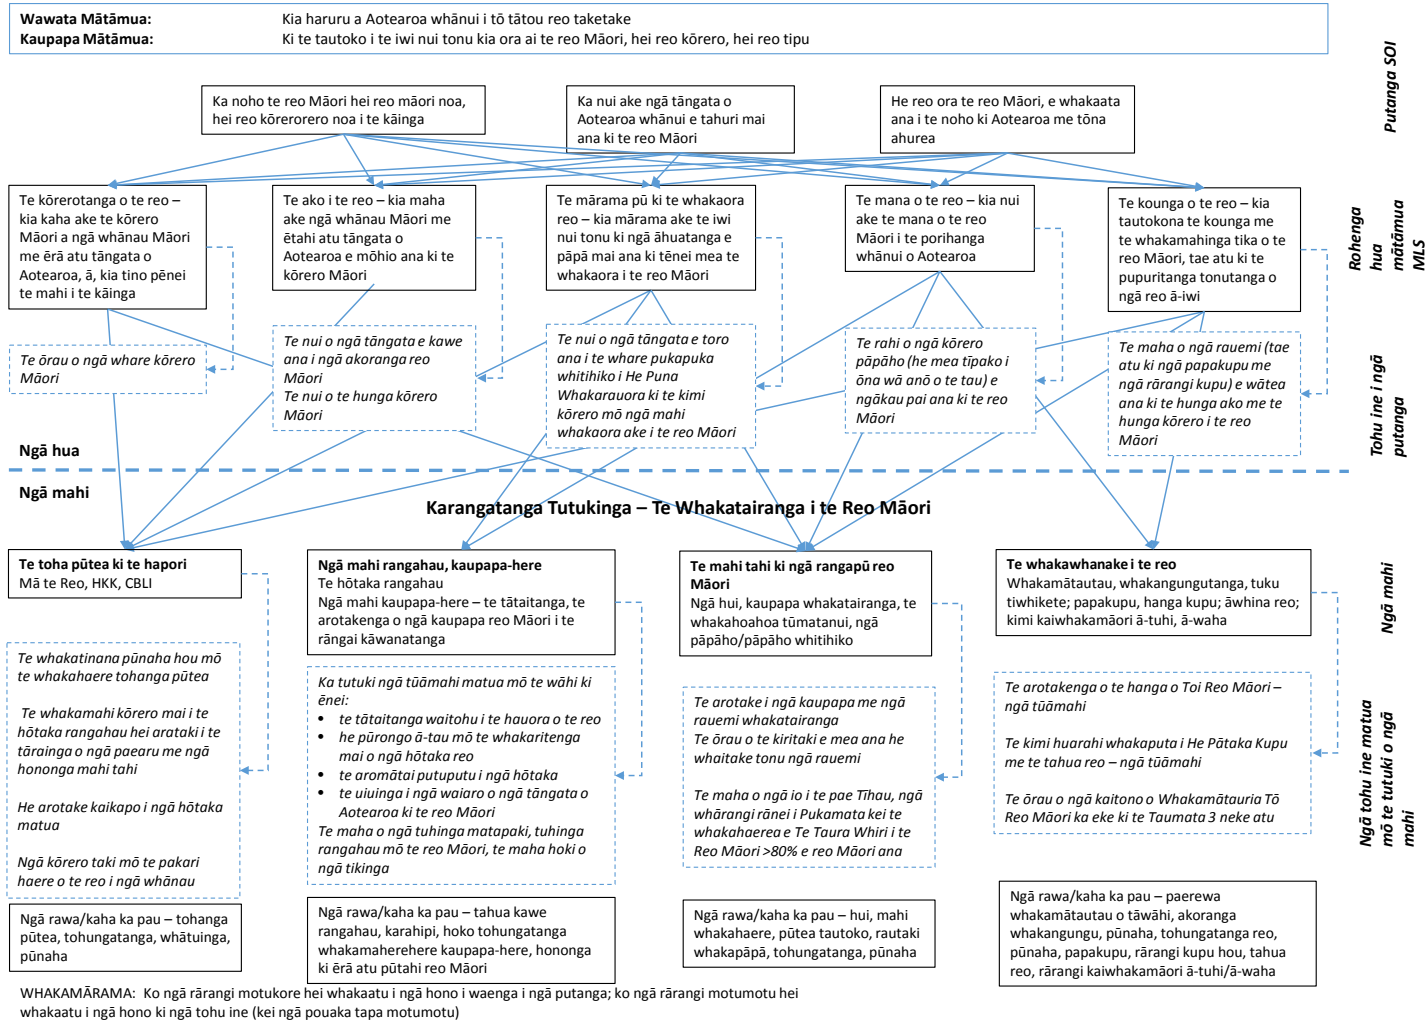 Wawata Mātāmua: Kia haruru a Aotearoa whānui i tō tātou reo taketake
Kaupapa Mātāmua: Ki te tautoko i te iwi nui tonu kia ora ai te reo Māori, hei reo kōrero, hei reo tipu
Putanga SOI
Ka noho te reo Māori hei reo māori noa,
hei reo kōrerorero noa i te kāinga
Ka nui ake ngā tāngata o
Aotearoa whānui e tahuri mai
ana ki te reo Māori
He reo ora te reo Māori, e whakaata
ana i te noho ki Aotearoa me tōna
ahurea
Te kōrerotanga o te reo –
kia kaha ake te kōrero
Māori a ngā whānau Māori
me ērā atu tāngata o
Aotearoa, ā, kia tino pēnei
te mahi i te kāinga
Te ako i te reo – kia maha
ake ngā whānau Māori me
ētahi atu tāngata o
Aotearoa e mōhio ana ki te
kōrero Māori
Te mārama pū ki te whakaora
reo – kia mārama ake te iwi
nui tonu ki ngā āhuatanga e
pāpā mai ana ki tēnei mea te
whakaora i te reo Māori
Te mana o te reo – kia nui
ake te mana o te reo
Māori i te porihanga
whānui o Aotearoa
Te kounga o te reo – kia
tautokona te kounga me
te whakamahinga tika o te
reo Māori, tae atu ki te
pupuritanga tonutanga o
ngā reo ā-iwi
Rohenga
hua
mātāmua
MLS
Te ōrau o ngā whare kōrero
Māori
Te nui o ngā tāngata e kawe
ana i ngā akoranga reo
Māori
Te nui o te hunga kōrero
Māori
Te nui o ngā tāngata e toro
ana i te whare pukapuka
whitihiko i He Puna
Whakarauora ki te kimi
kōrero mō ngā mahi
whakaora ake i te reo Māori
Te rahi o ngā kōrero
pāpāho (he mea tīpako i
ōna wā anō o te tau) e
ngākau pai ana ki te reo
Māori
Te maha o ngā rauemi (tae
atu ki ngā papakupu me
ngā rārangi kupu) e wātea
ana ki te hunga ako me te
hunga kōrero i te reo
Māori
Tohu ine i ngā
putanga
Ngā hua
Ngā mahi
Karangatanga Tutukinga – Te Whakatairanga i te Reo Māori
Te toha pūtea ki te hapori
Mā te Reo, HKK, CBLI
Ngā mahi rangahau, kaupapa-here
Te hōtaka rangahau
Ngā mahi kaupapa-here – te tātaitanga, te
arotakenga o ngā kaupapa reo Māori i te
rāngai kāwanatanga
Te mahi tahi ki ngā rangapū reo
Māori
Ngā hui, kaupapa whakatairanga, te
whakahoahoa tūmatanui, ngā
pāpāho/pāpāho whitihiko
Te whakawhanake i te reo
Whakamātautau, whakangungutanga, tuku
tiwhikete; papakupu, hanga kupu; āwhina reo;
kimi kaiwhakamāori ā-tuhi, ā-waha
Ngā mahi
Te whakatinana pūnaha hou mō
te whakahaere tohanga pūtea
Te whakamahi kōrero mai i te
hōtaka rangahau hei arataki i te
tārainga o ngā paearu me ngā
hononga mahi tahi
He arotake kaikapo i ngā hōtaka
matua
Ngā kōrero taki mō te pakari
haere o te reo i ngā whānau
Ka tutuki ngā tūāmahi matua mō te wāhi ki
ēnei:
• te tātaitanga waitohu i te hauora o te reo
• he pūrongo ā-tau mō te whakaritenga
mai o ngā hōtaka reo
• te aromātai putuputu i ngā hōtaka
• te uiuinga i ngā waiaro o ngā tāngata o
Aotearoa ki te reo Māori
Te maha o ngā tuhinga matapaki, tuhinga
rangahau mō te reo Māori, te maha hoki o
ngā tikinga
Te arotake i ngā kaupapa me ngā
rauemi whakatairanga
Te ōrau o te kiritaki e mea ana he
whaitake tonu ngā rauemi
Te maha o ngā io i te pae Tīhau, ngā
whārangi rānei i Pukamata kei te
whakahaerea e Te Taura Whiri i te
Reo Māori >80% e reo Māori ana
Te arotakenga o te hanga o Toi Reo Māori –
ngā tūāmahi
Te kimi huarahi whakaputa i He Pātaka Kupu
me te tahua reo – ngā tūāmahi
Te ōrau o ngā kaitono o Whakamātauria Tō
Reo Māori ka eke ki te Taumata 3 neke atu
Ngā tohu ine matua
mō te tutuki o ngā
mahi
Ngā rawa/kaha ka pau – tohanga
pūtea, tohungatanga, whātuinga,
pūnaha
Ngā rawa/kaha ka pau – tahua kawe
rangahau, karahipi, hoko tohungatanga
whakamaherehere kaupapa-here, hononga
ki ērā atu pūtahi reo Māori
Ngā rawa/kaha ka pau – hui, mahi
whakahaere, pūtea tautoko, rautaki
whakapāpā, tohungatanga, pūnaha
Ngā rawa/kaha ka pau – paerewa
whakamātautau o tāwāhi, akoranga
whakangungu, pūnaha, tohungatanga reo,
pūnaha, papakupu, rārangi kupu hou, tahua
reo, rārangi kaiwhakamāori ā-tuhi/ā-waha
WHAKAMĀRAMA: Ko ngā rārangi motukore hei whakaatu i ngā hono i waenga i ngā putanga; ko ngā rārangi motumotu hei
whakaatu i ngā hono ki ngā tohu ine (kei ngā pouaka tapa motumotu)